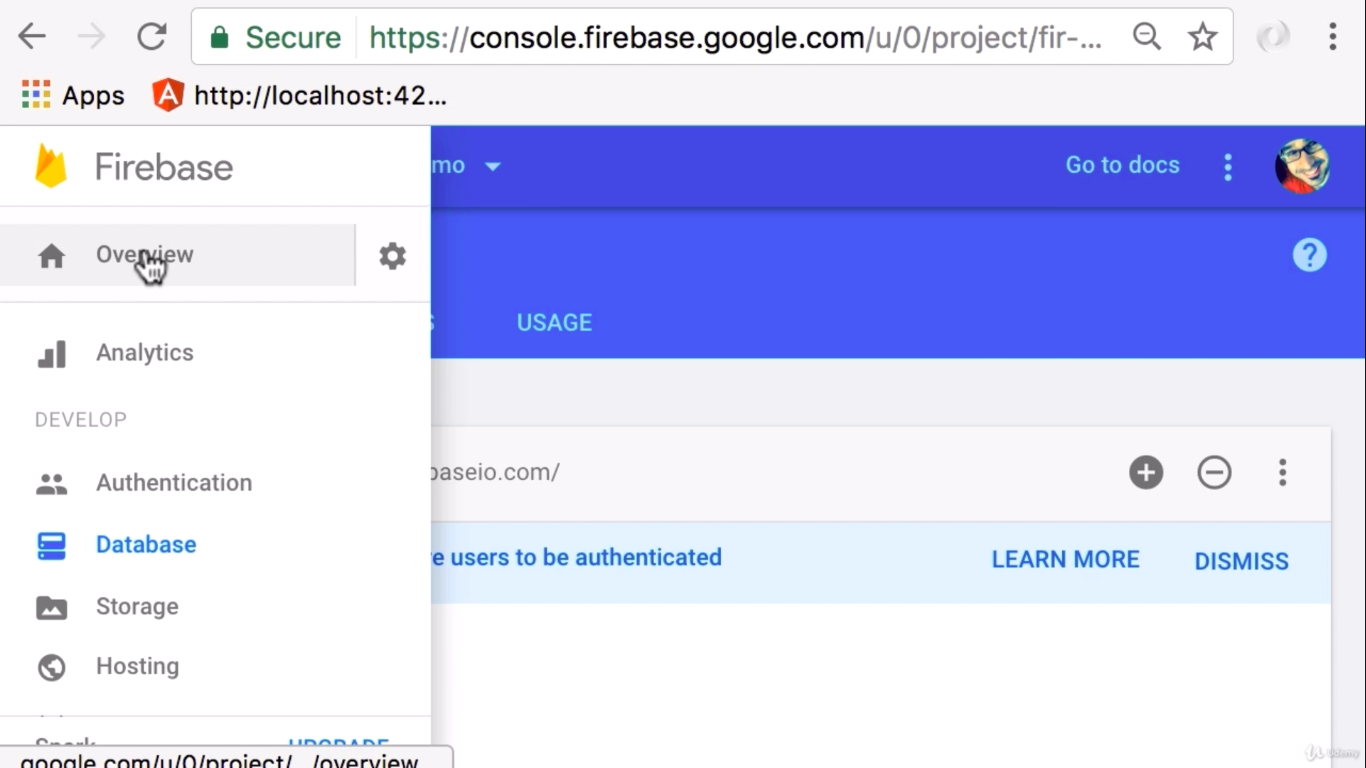 Secure https://console.firebase.google.com/u/0/project/fir-...
Apps http://localhost:42...
Firebase
mo
Go to docs
Overview
USAGE
Analytics
DEVELOP
Authentication
baseio.com/
Database
e users to be authenticated
LEARN MORE
DISMISS
Storage
Hosting
Spark
UPGRADE
google.com/u/0/project/.../overview
Udemy